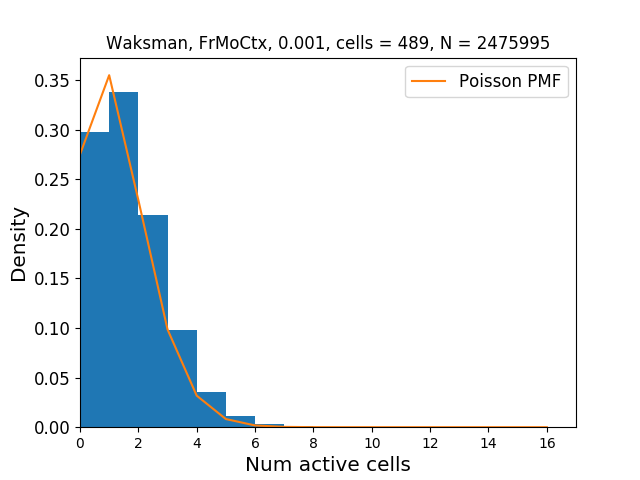 Waksman, FrMoCtx, 0.001, cells = 489, N = 2475995
Poisson PMF
Density
0.35
0.30
0.25
0.20
0.15
0.10
0.05
0.00
0 2 4 6 8 10 12 14 16
Num active cells